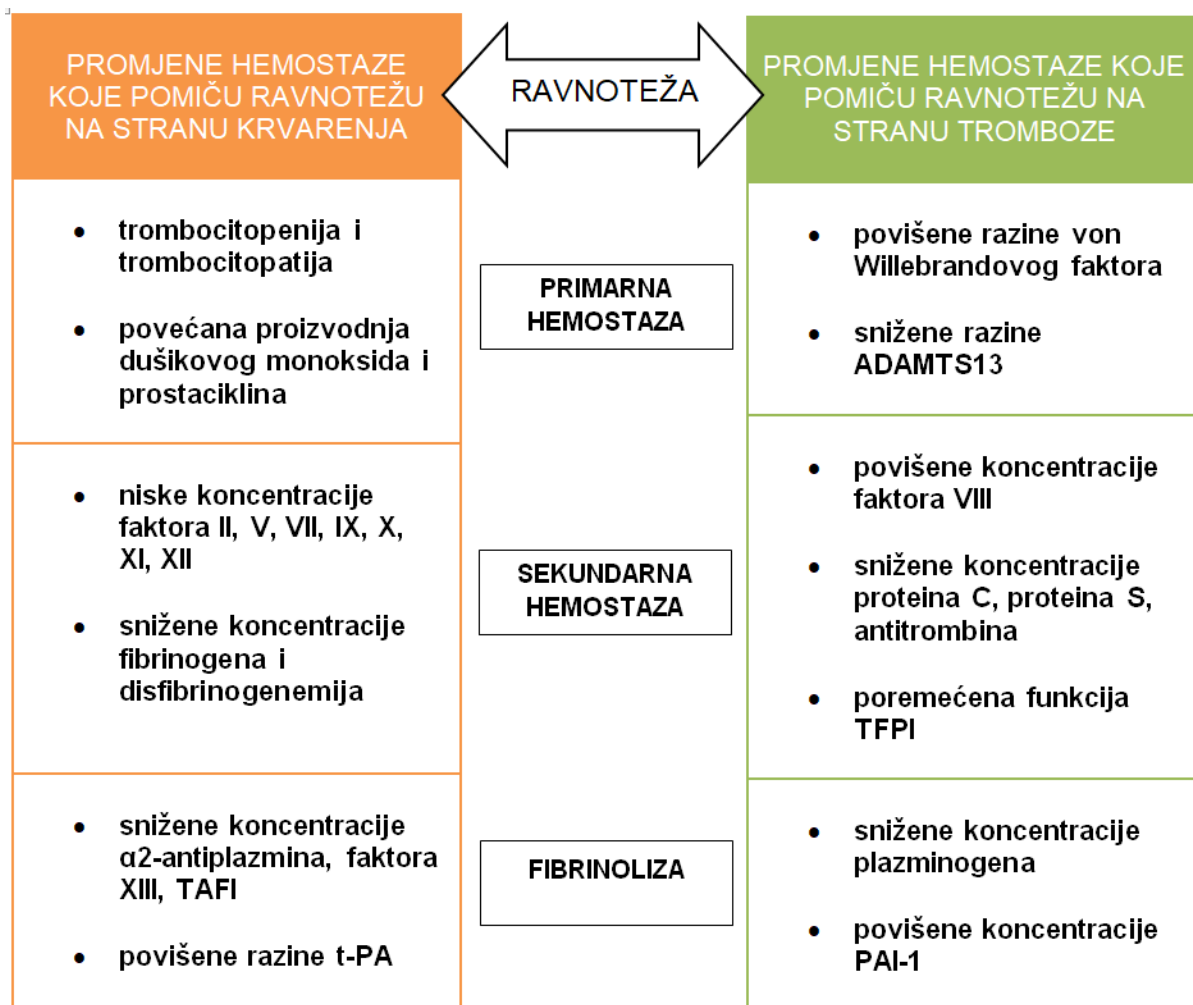 PROMJENE HEMOSTAZE
KOJE POMIČU RAVNOTEŽU
NA STRANU KRVARENJA
RAVNOTEŽA
PROMJENE HEMOSTAZE KOJE
POMIČU RAVNOTEŽU NA
STRANU TROMBOZE
• trombocitopenija i
trombocitopatija
• povećana proizvodnja
dušikovog monoksida i
prostaciklina
PRIMARNA
HEMOSTAZA
• povišene razine von
Willebrandovog faktora
• snižene razine
ADAMTS13
• niske koncentracije
faktora II, V, VII, IX, X,
XI, XII
• snižene koncentracije
fibrinogena i
disfibrinogenemija
SEKUNDARNA
HEMOSTAZA
• povišene koncentracije
faktora VIII
• snižene koncentracije
proteina C, proteina S,
antitrombina
• poremećena funkcija
TFPI
• snižene koncentracije
α2-antiplazmina, faktora
XIII, TAFI
• povišene razine t-PA
FIBRINOLIZA
• snižene koncentracije
plazminogena
• povišene koncentracije
PAI-1